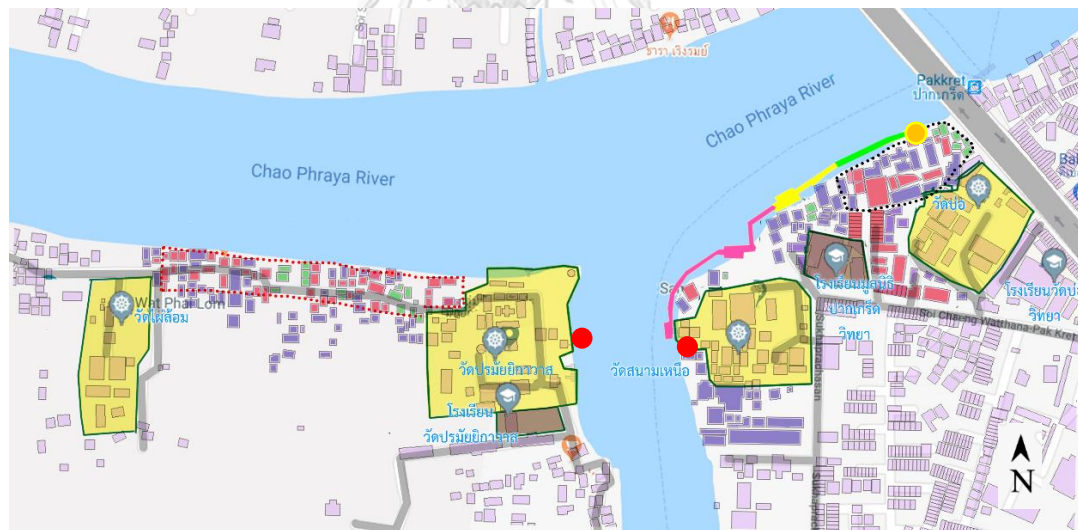 ธารา เริงรมย์
Pakkret
ปากเกร็ด
Chao Phraya River
Chao Phraya River
วัดบ่อ
Wat Phai Lom
วัดไผ่ล้อม
โรงเรียนมูลนิธิ
ปากเกร็ด
วิทยา
โรงเรียนวัดบ่อ
วิทยา
Soi Chaeng Watthana-Pak Kret
Sukhapradhasan
วัดปรมัยยิกาวาส
วัดสนามเหนือ
โรงเรียน
วัดปรมัยยิกาวาส
N